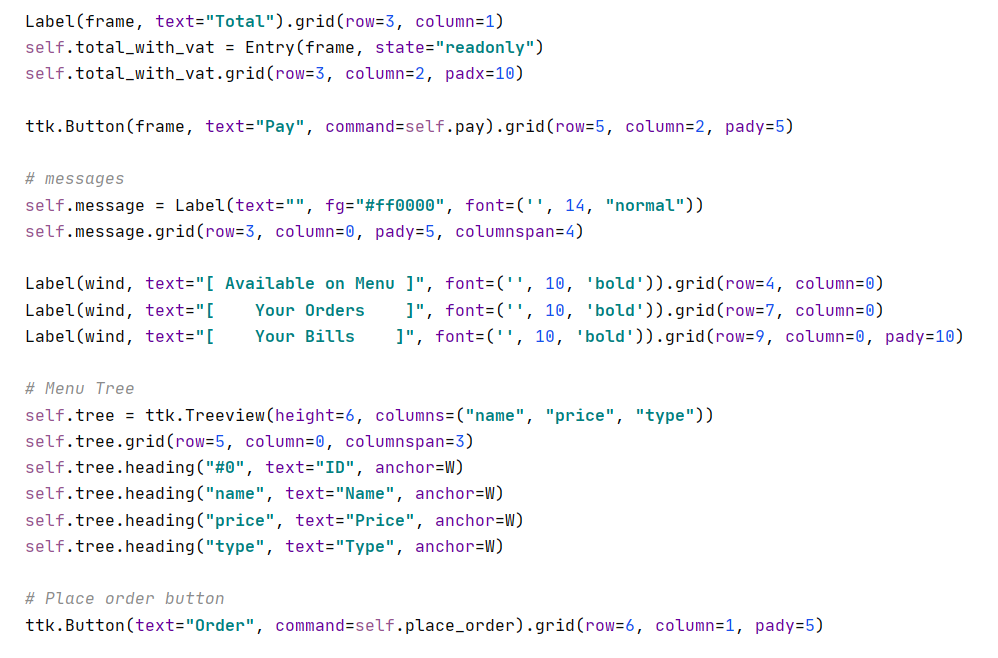 Label(frame, text="Total").grid(row=3, column=1)
self.total_with_vat = Entry(frame, state="readonly")
self.total_with_vat.grid(row=3, column=2, padx=10)
ttk.Button(frame, text="Pay", command=self.pay).grid(row=5, column=2, pady=5)
# messages
self.message = Label(text="", fg="#ff0000", font=('', 14, "normal"))
self.message.grid(row=3, column=0, pady=5, columnspan=4)
Label(wind, text="[ Available on Menu ]", font=('', 10, 'bold')).grid(row=4, column=0)
Label(wind, text="[    Your Orders    ]", font=('', 10, 'bold')).grid(row=7, column=0)
Label(wind, text="[    Your Bills    ]", font=('', 10, 'bold')).grid(row=9, column=0, pady=10)
# Menu Tree
self.tree = ttk.Treeview(height=6, columns=("name", "price", "type"))
self.tree.grid(row=5, column=0, columnspan=3)
self.tree.heading("#0", text="ID", anchor=W)
self.tree.heading("name", text="Name", anchor=W)
self.tree.heading("price", text="Price", anchor=W)
self.tree.heading("type", text="Type", anchor=W)
# Place order button
ttk.Button(text="Order", command=self.place_order).grid(row=6, column=1, pady=5)